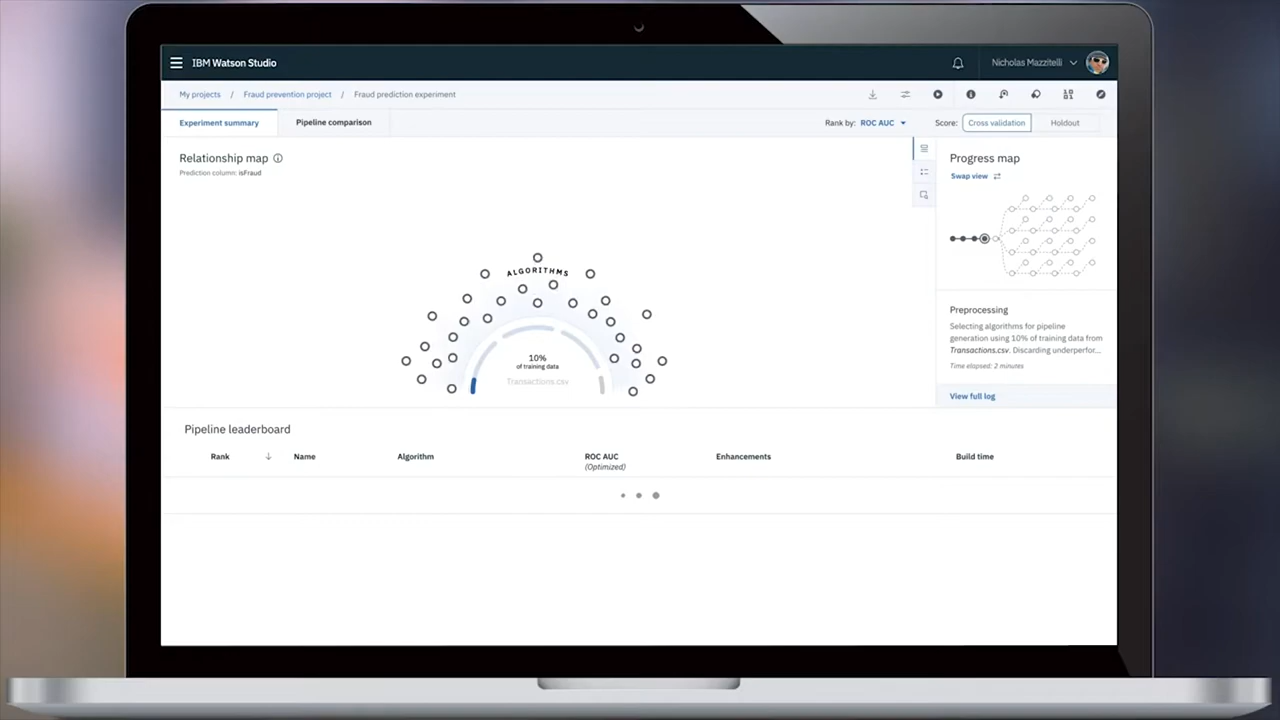 IBM Watson Studio
Nicholas Mazzitelli
My projects / Fraud prevention project / Fraud prediction experiment
Experiment summary
Pipeline comparison
Rank by: ROC AUC
Score: Cross validation
Holdout
Relationship map
Prediction column: isFraud
ALGORITHMS
10%
of training data
Transactions.csv
Progress map
Swap view
Preprocessing
Selecting algorithms for pipeline
generation using 10% of training data from
Transactions.csv. Discarding underperfor...
Time elapsed: 2 minutes
View full log
Pipeline leaderboard
Rank
Name
Algorithm
ROC AUC
(Optimized)
Enhancements
Build time